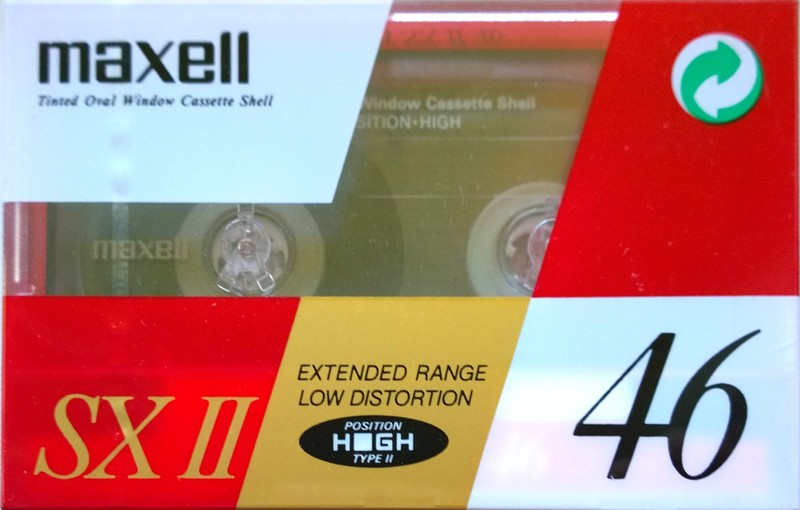 maxell
Tinted Oval Window Cassette Shell
Window Cassette Shell
SITION•HIGH
maxell
SX II
EXTENDED RANGE
LOW DISTORTION
POSITION
HIGH
TYPE II
46